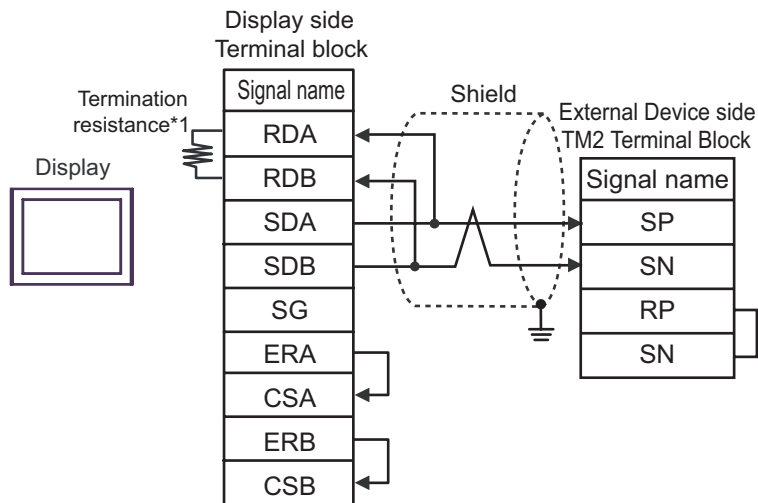 Display side
Terminal block
Signal name
Termination
resistance*1
RDA
RDB
SDA
SDB
SG
ERA
CSA
ERB
CSB
Display
Shield
External Device side
TM2 Terminal Block
Signal name
SP
SN
RP
SN